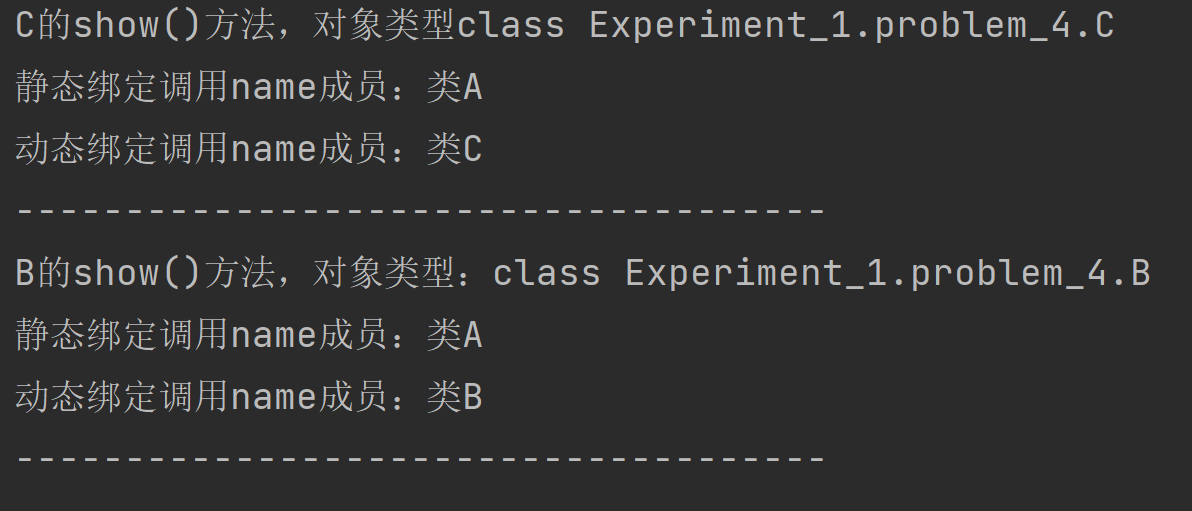 C的show()方法，对象类型class Experiment_1.problem_4.C
静态绑定调用name成员：类A
动态绑定调用name成员：类C
-------------------------------------
B的show()方法，对象类型：class Experiment_1.problem_4.B
静态绑定调用name成员：类A
动态绑定调用name成员：类B
-------------------------------------